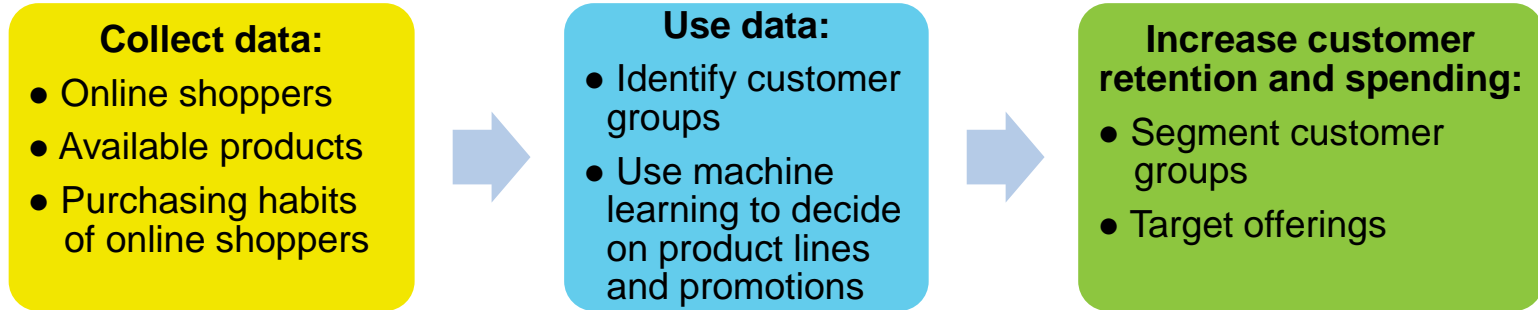 Collect data:
● Online shoppers
● Available products
● Purchasing habits
of online shoppers
Use data:
● Identify customer
groups
● Use machine
learning to decide
on product lines
and promotions
Increase customer
retention and spending:
● Segment customer
groups
● Target offerings